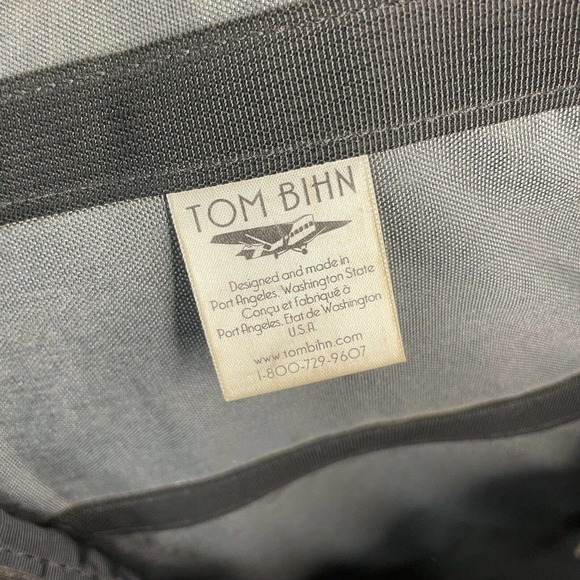 TOM BIHN
Designed and made in
Port Angeles, Washington State
Conçu et fabriqué à
Port Angeles, Etat de Washington
U.S.A.
www.tombihn.com
1-800-729-9607